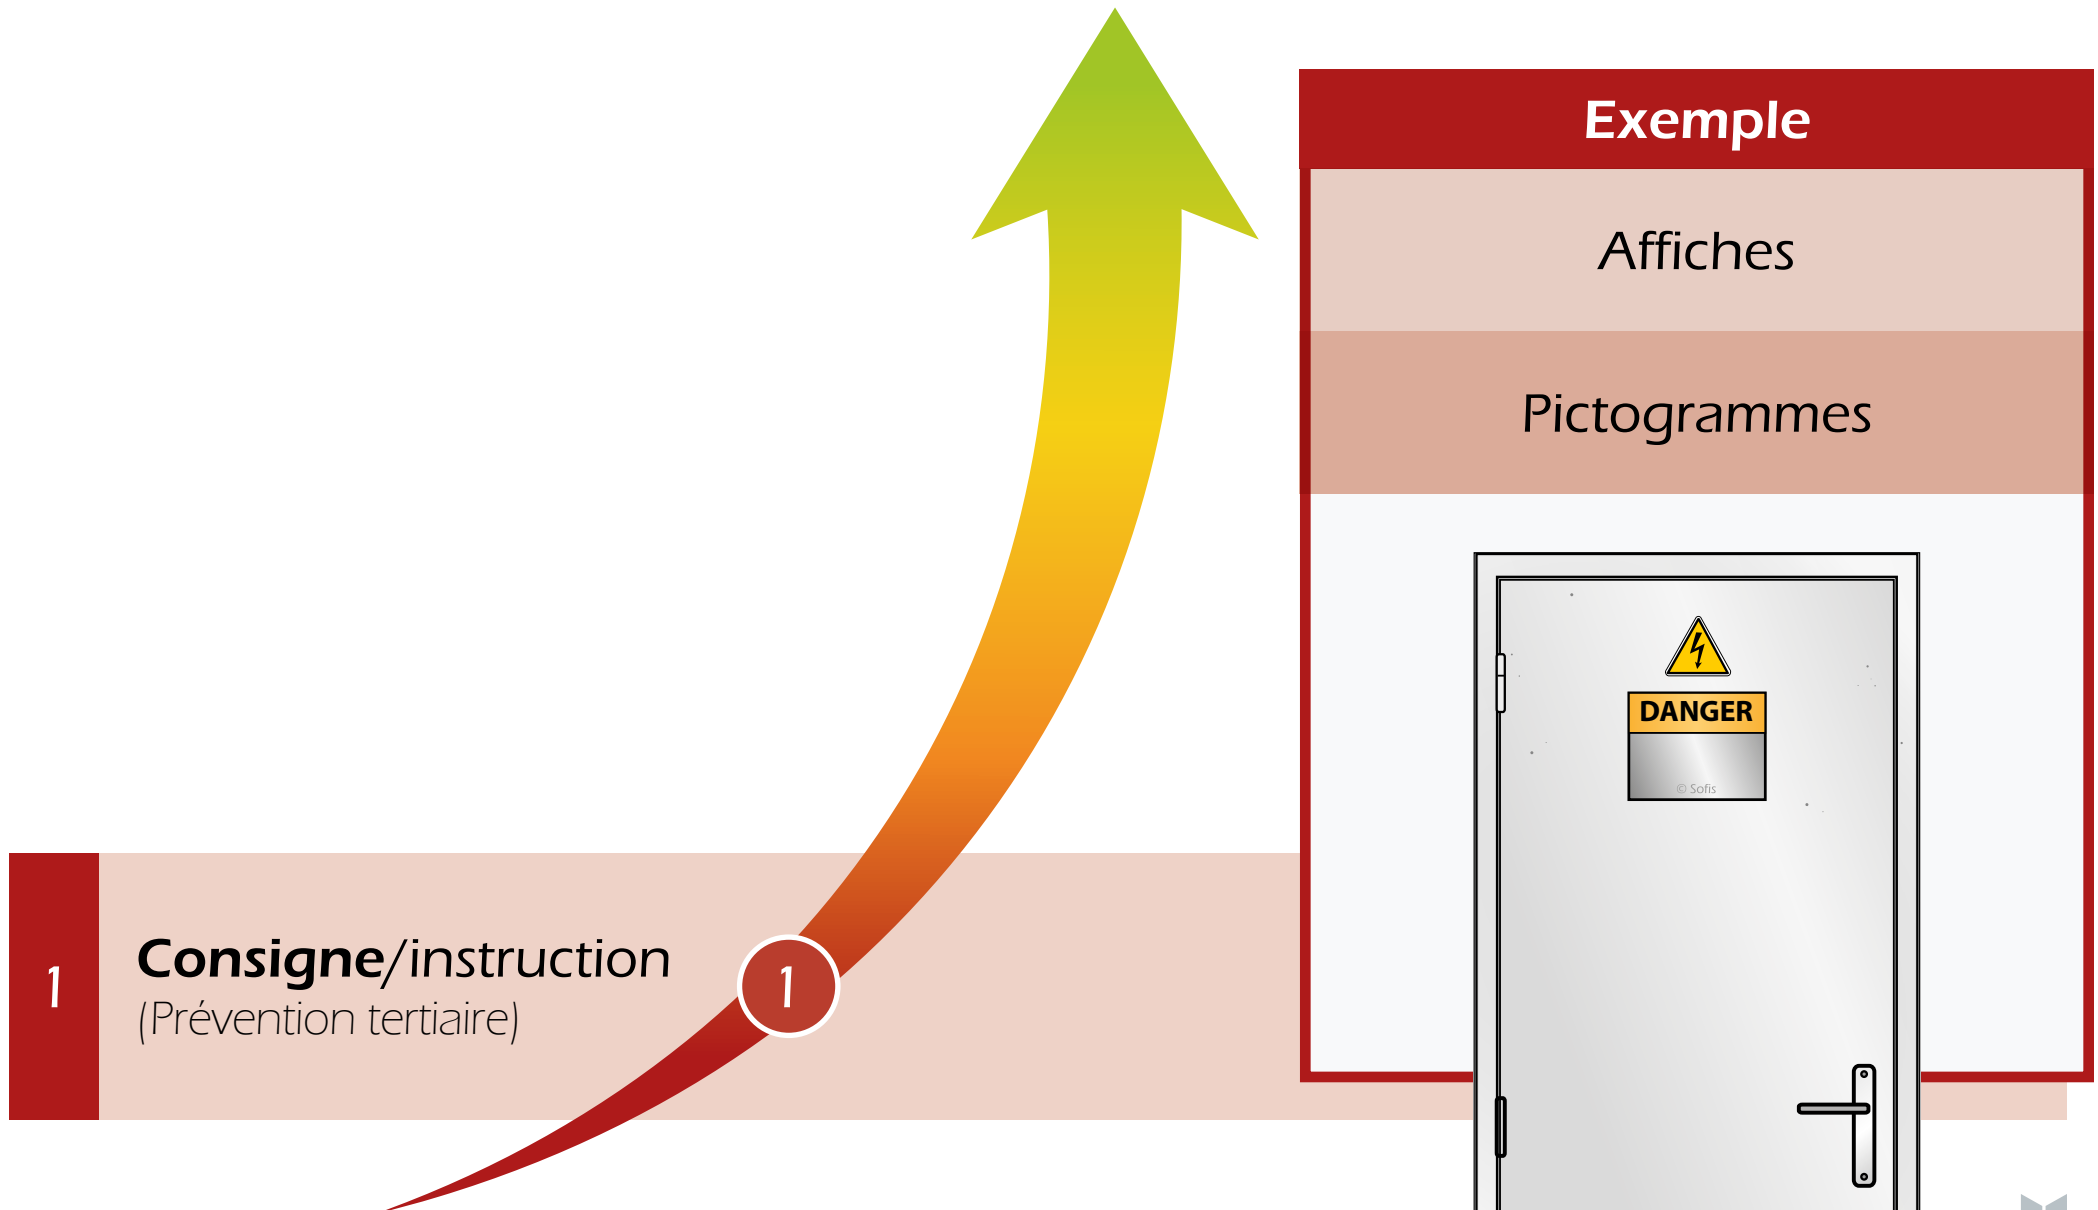 Exemple
Affiches
Pictogrammes
DANGER
© Sofis
1
Consigne/instruction
(Prévention tertiaire)
1